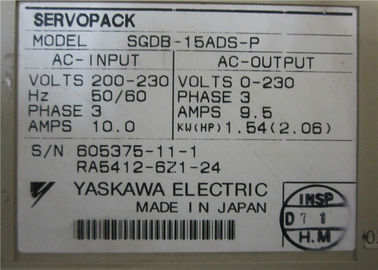 SERVOPACK
MODEL SGDB-15ADS-P
AC-INPUT AC-OUTPUT
VOLTS 200-230 VOLTS 0-230
Hz 50/60 PHASE 3
PHASE 3 AMPS 9.5
AMPS 10.0 KW(HP) 1.54(2.06)
S/N 605375-11-1
RA5412-6Z1-24
YASKAWA ELECTRIC
MADE IN JAPAN
INSP
D 7 1
H.M